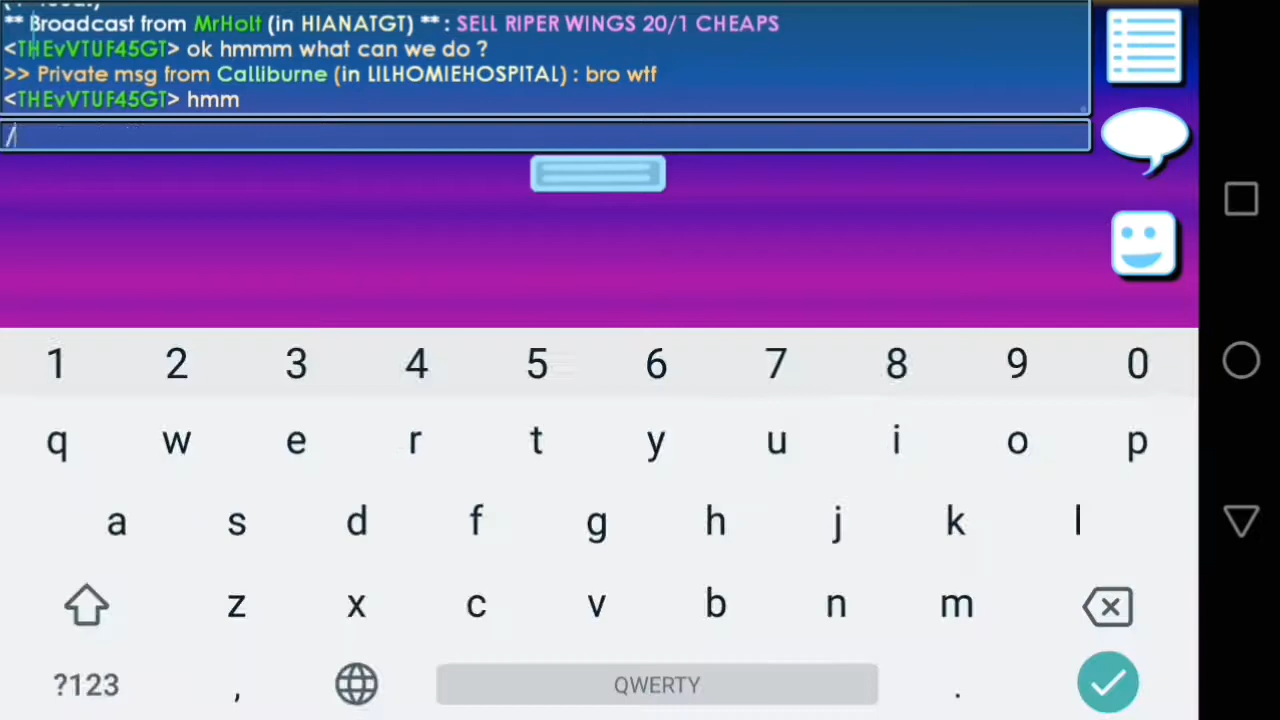 ** Broadcast from MrHolt (in HIANATGT) ** : SELL RIPER WINGS 20/1 CHEAPS
<THEvVTUF45GT> ok hmmm what can we do ?
>> Private msg from Calliburne (in LILHOMIEHOSPITAL) : bro wtf
<THEvVTUF45GT> hmm
/
1 2 3 4 5 6 7 8 9 0
q w e r t y u i o p
a s d f g h j k l
z x c v b n m
?123 , QWERTY .